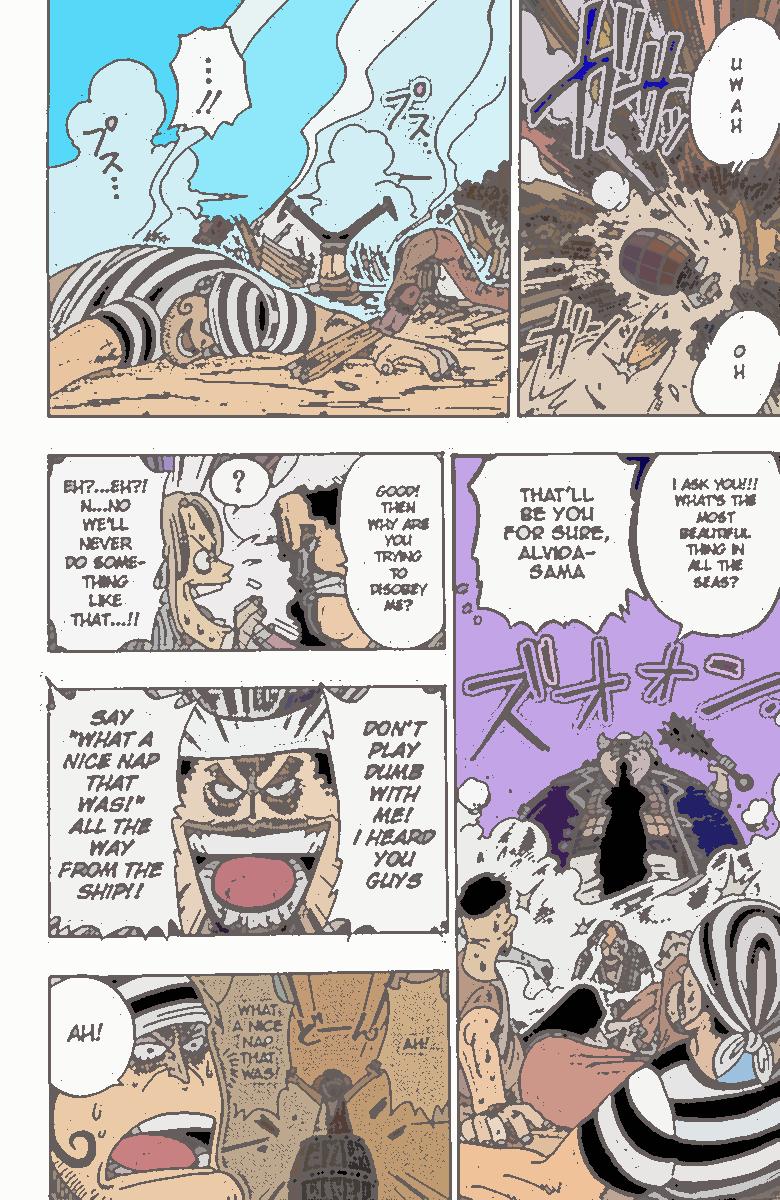 U
W
A
H
O
H
...!!
プス...
プス...
I ASK YOU!!!
WHAT'S THE
MOST
BEAUTIFUL
THING IN
ALL THE
SEAS?
THAT'LL
BE YOU
FOR SURE,
ALVIDA-
SAMA
GOOD!
THEN
WHY ARE
YOU
TRYING
TO
DISOBEY
ME?
?
EH?...EH?!
N...NO
WE'LL
NEVER
DO SOME-
THING
LIKE
THAT...!!
DON'T
PLAY
DUMB
WITH
ME!
I HEARD
YOU
GUYS
SAY
"WHAT A
NICE NAP
THAT
WAS!"
ALL THE
WAY
FROM THE
SHIP!!
AH!
WHAT
A NICE
NAP
THAT
WAS!
AH!